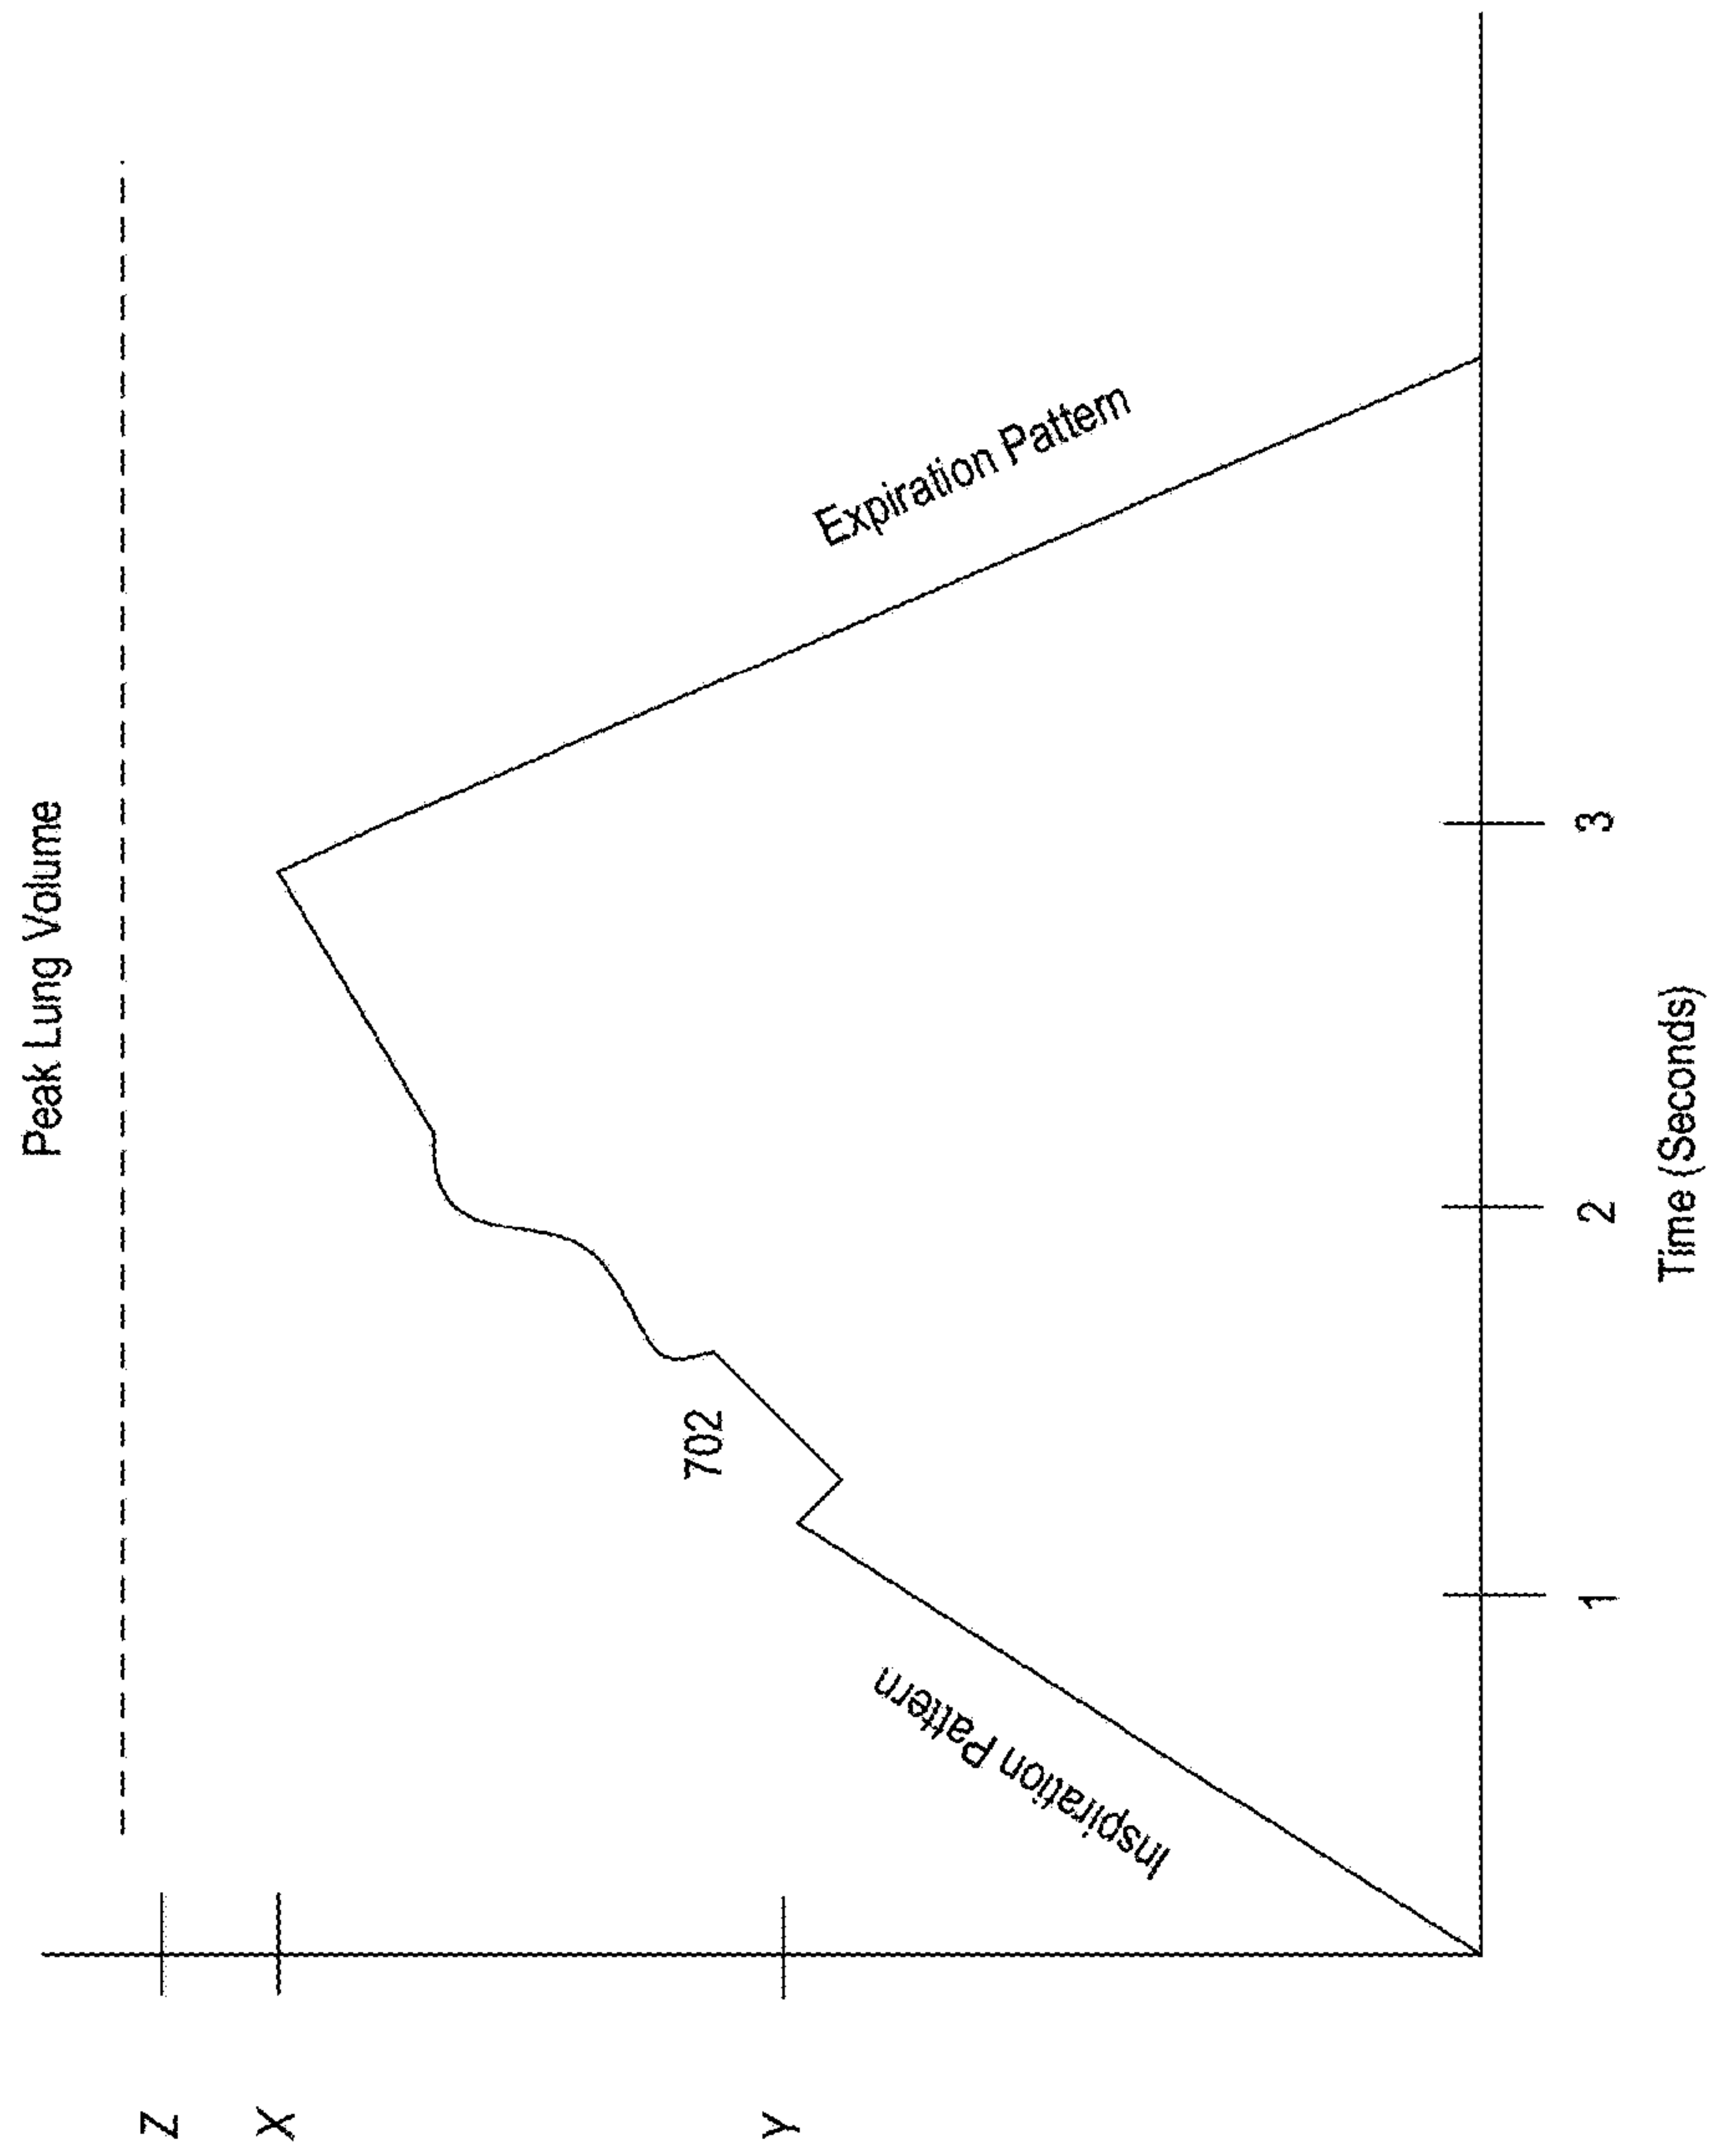 Peak Lung Volume
Z
X
Y
Inspiration Pattern
702
Expiration Pattern
1
2
3
Time (Seconds)